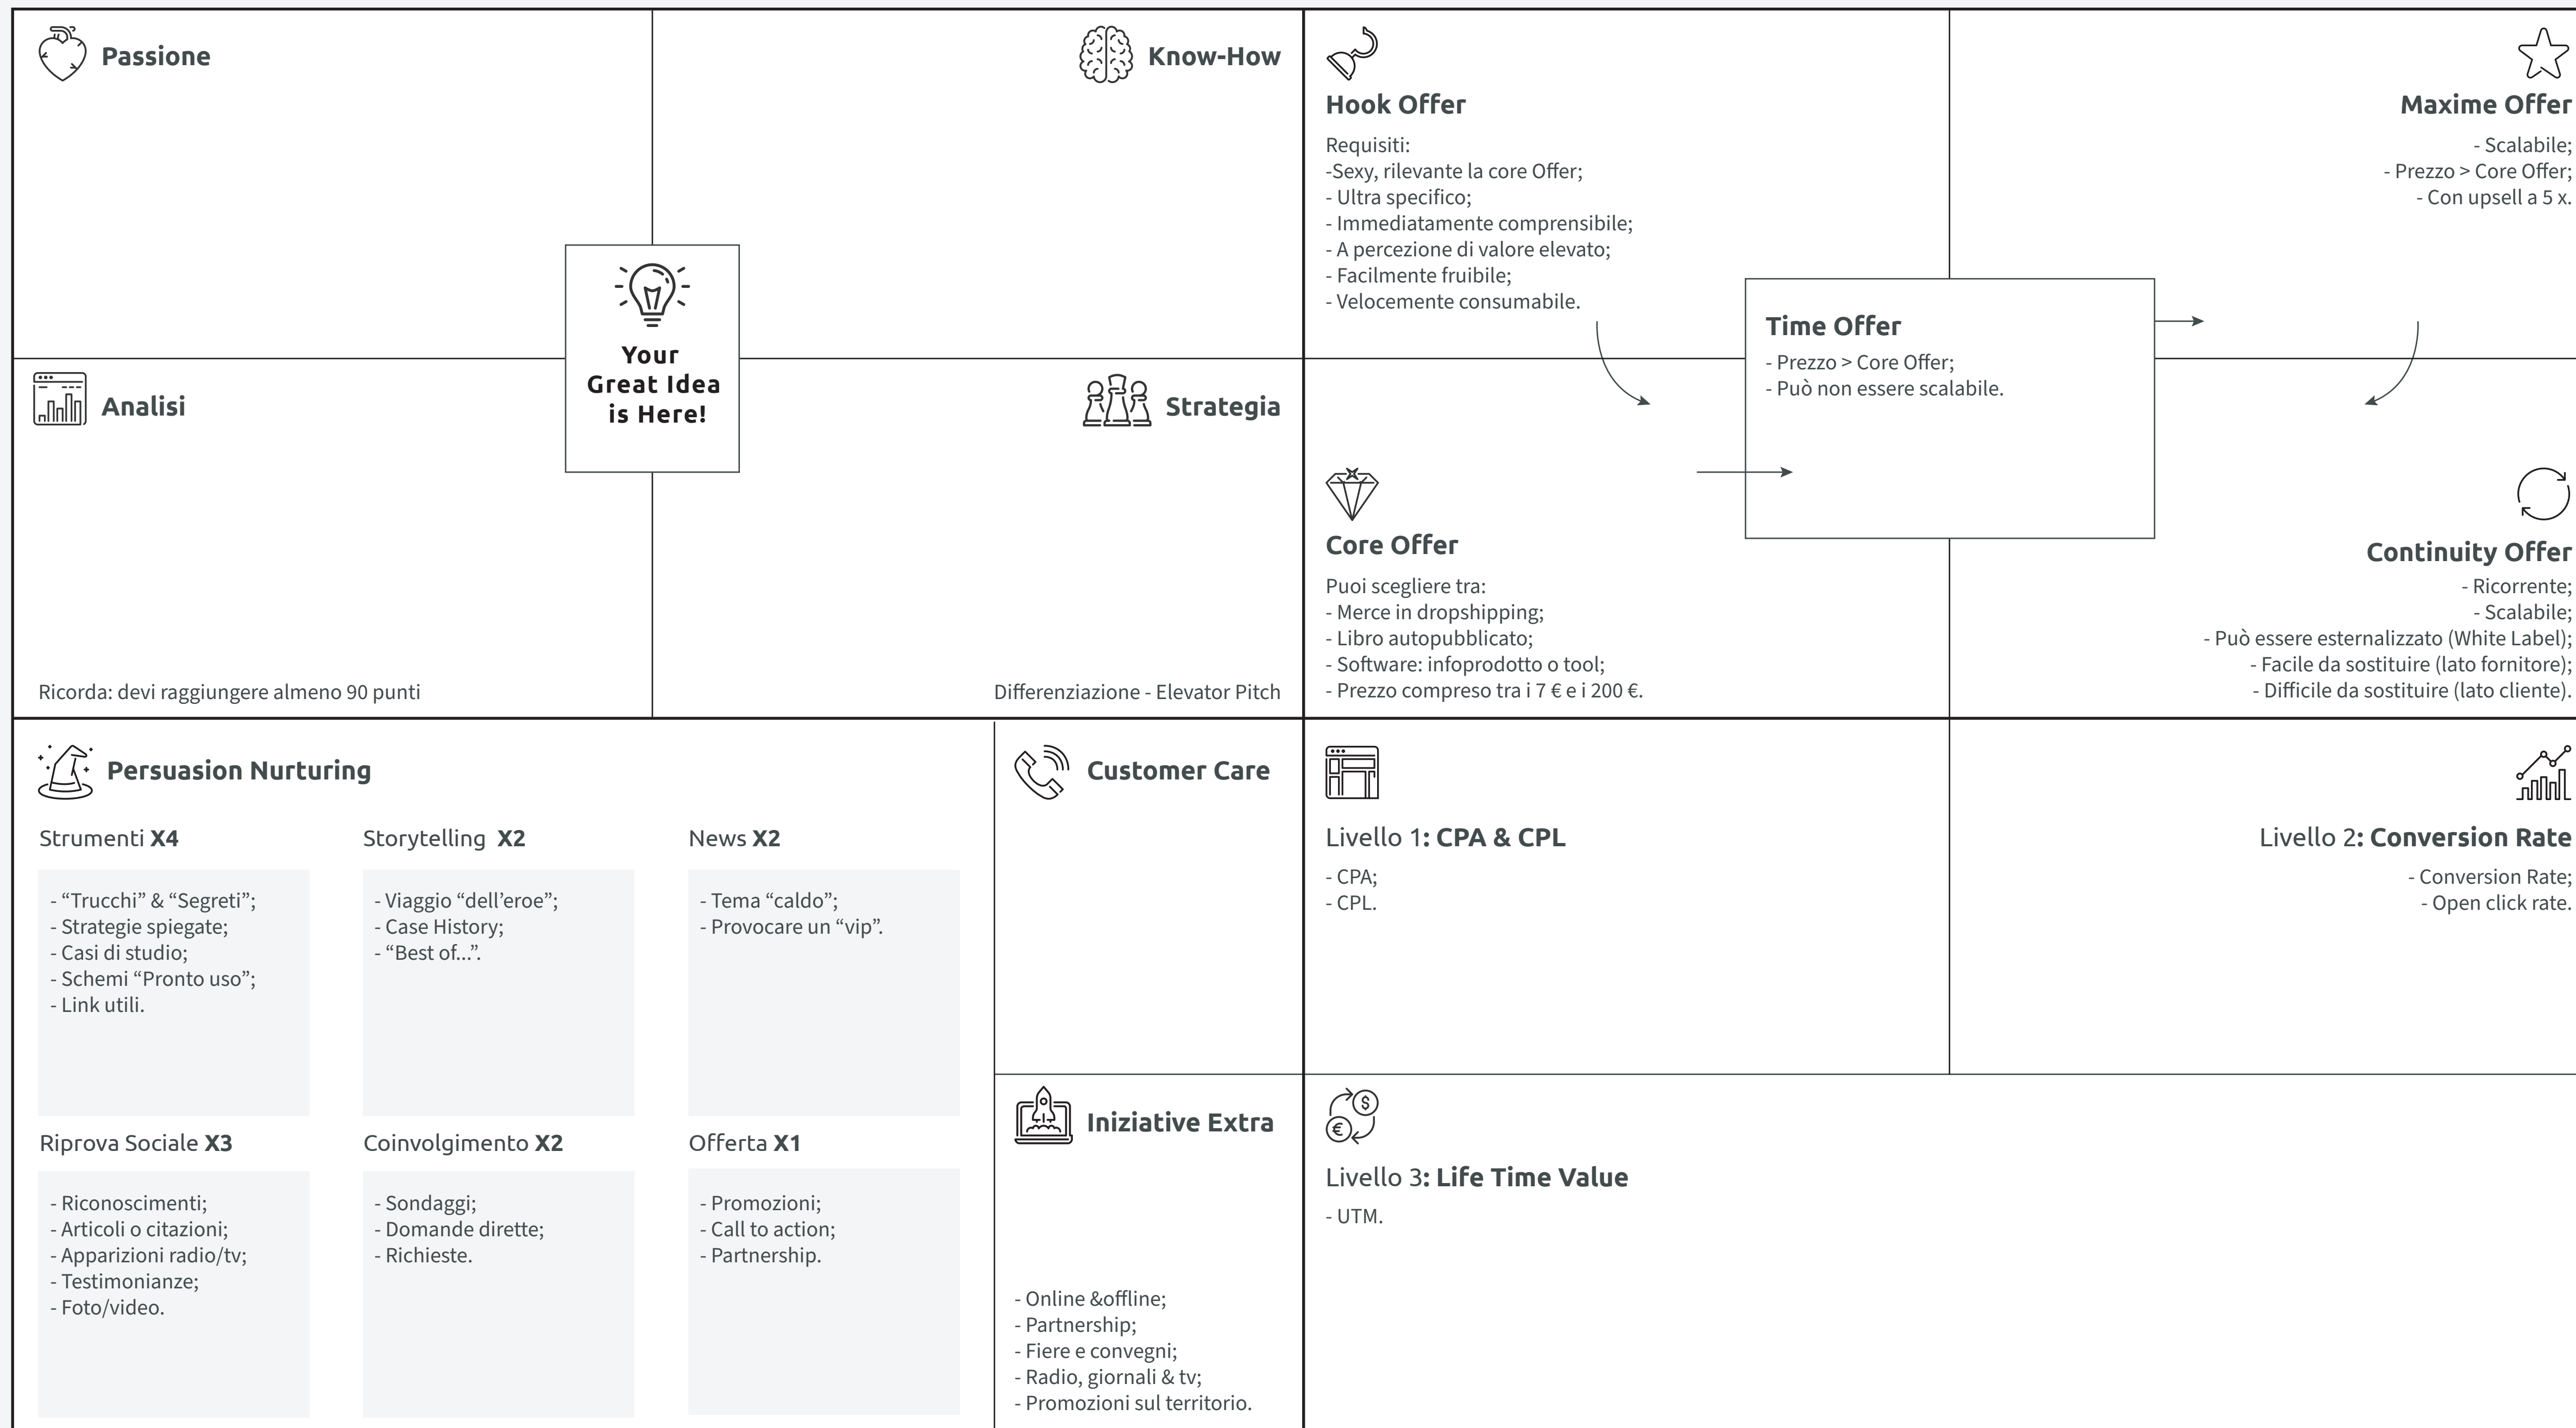 Passione
Know-How
Analisi
Ricorda: devi raggiungere almeno 90 punti
Your
Great Idea
is Here!
Strategia
Differenziazione - Elevator Pitch
Hook Offer
Requisiti:
-Sexy, rilevante la core Offer;
- Ultra specifico;
- Immediatamente comprensibile;
- A percezione di valore elevato;
- Facilmente fruibile;
- Velocemente consumabile.
Maxime Offer
- Scalabile;
- Prezzo > Core Offer;
- Con upsell a 5 x.
Time Offer
- Prezzo > Core Offer;
- Può non essere scalabile.
Core Offer
Puoi scegliere tra:
- Merce in dropshipping;
- Libro autopubblicato;
- Software: infoprodotto o tool;
- Prezzo compreso tra i 7 € e i 200 €.
Continuity Offer
- Ricorrente;
- Scalabile;
- Può essere esternalizzato (White Label);
- Facile da sostituire (lato fornitore);
- Difficile da sostituire (lato cliente).
Persuasion Nurturing
Strumenti X4
- “Trucchi” & “Segreti”;
- Strategie spiegate;
- Casi di studio;
- Schemi “Pronto uso”;
- Link utili.
Storytelling X2
- Viaggio “dell’eroe”;
- Case History;
- “Best of...”.
News X2
- Tema “caldo”;
- Provocare un “vip”.
Riprova Sociale X3
- Riconoscimenti;
- Articoli o citazioni;
- Apparizioni radio/tv;
- Testimonianze;
- Foto/video.
Coinvolgimento X2
- Sondaggi;
- Domande dirette;
- Richieste.
Offerta X1
- Promozioni;
- Call to action;
- Partnership.
Customer Care
Iniziative Extra
- Online &offline;
- Partnership;
- Fiere e convegni;
- Radio, giornali & tv;
- Promozioni sul territorio.
Livello 1: CPA & CPL
- CPA;
- CPL.
Livello 2: Conversion Rate
- Conversion Rate;
- Open click rate.
$
€
Livello 3: Life Time Value
- UTM.